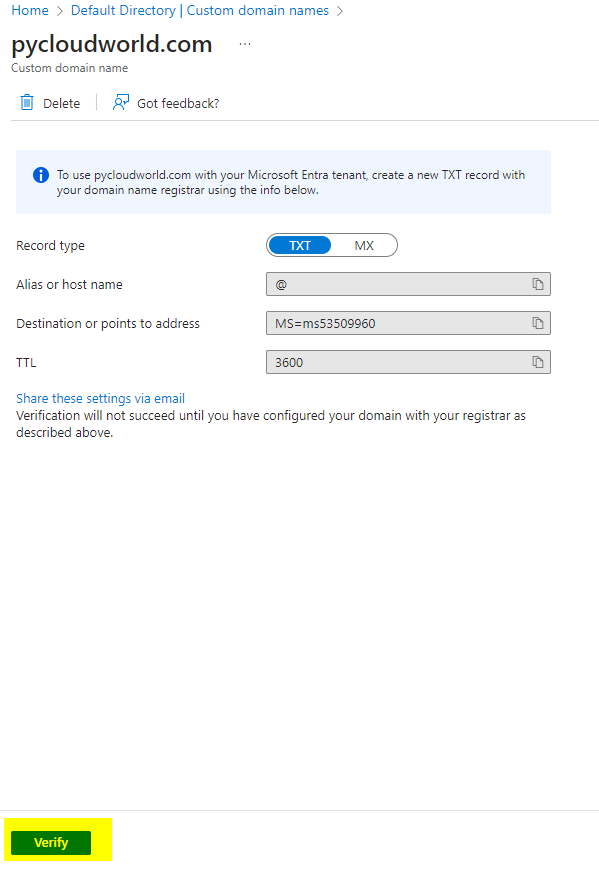 Home > Default Directory | Custom domain names >
pycloudworld.com ...
Custom domain name
Delete | Got feedback?
To use pycloudworld.com with your Microsoft Entra tenant, create a new TXT record with
your domain name registrar using the info below.
Record type TXT MX
Alias or host name @
Destination or points to address MS=ms53509960
TTL 3600
Share these settings via email
Verification will not succeed until you have configured your domain with your registrar as
described above.
Verify